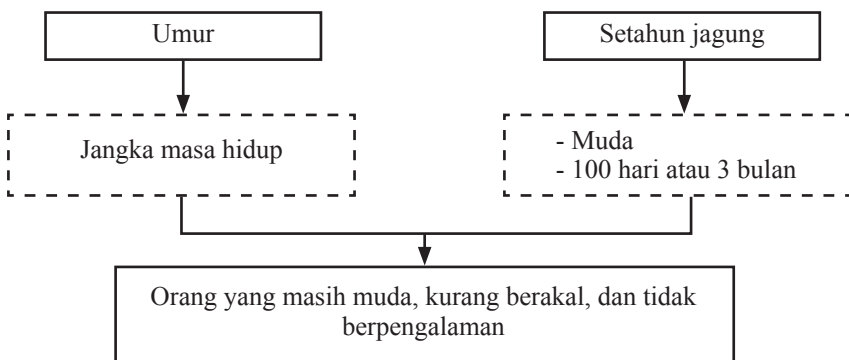 Umur
Setahun jagung
Jangka masa hidup
- Muda
- 100 hari atau 3 bulan
Orang yang masih muda, kurang berakal, dan tidak
berpengalaman